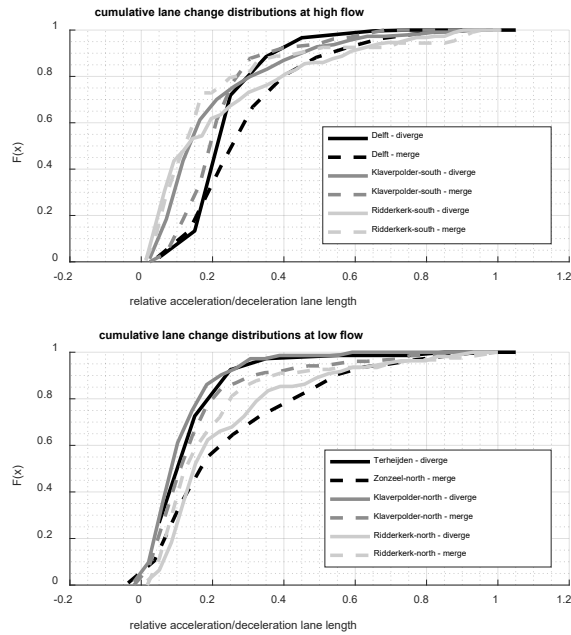 cumulative lane change distributions at high flow
1
0.8
0.6
0.4
0.2
0
F(x)
Delft - diverge
Delft - merge
Klaverpolder-south - diverge
Klaverpolder-south - merge
Ridderkerk-south - diverge
Ridderkerk-south - merge
-0.2 0 0.2 0.4 0.6 0.8 1 1.2
relative acceleration/deceleration lane length
cumulative lane change distributions at low flow
1
0.8
0.6
0.4
0.2
0
F(x)
Terheijden - diverge
Zonzeel-north - merge
Klaverpolder-north - diverge
Klaverpolder-north - merge
Ridderkerk-north - diverge
Ridderkerk-north - merge
-0.2 0 0.2 0.4 0.6 0.8 1 1.2
relative acceleration/deceleration lane length